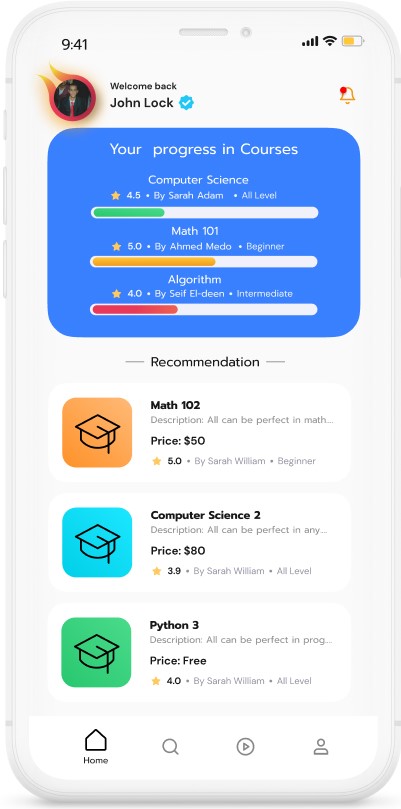 9:41
Welcome back
John Lock
Your progress in Courses
Computer Science
4.5 • By Sarah Adam • All Level
Math 101
5.0 • By Ahmed Medo • Beginner
Algorithm
4.0 • By Seif El-deen • Intermediate
Recommendation
Math 102
Description: All can be perfect in math...
Price: $50
5.0 • By Sarah William • Beginner
Computer Science 2
Description: All can be perfect in any...
Price: $80
3.9 • By Sarah William • All Level
Python 3
Description: All can be perfect in prog...
Price: Free
4.0 • By Sarah William • All Level
Home